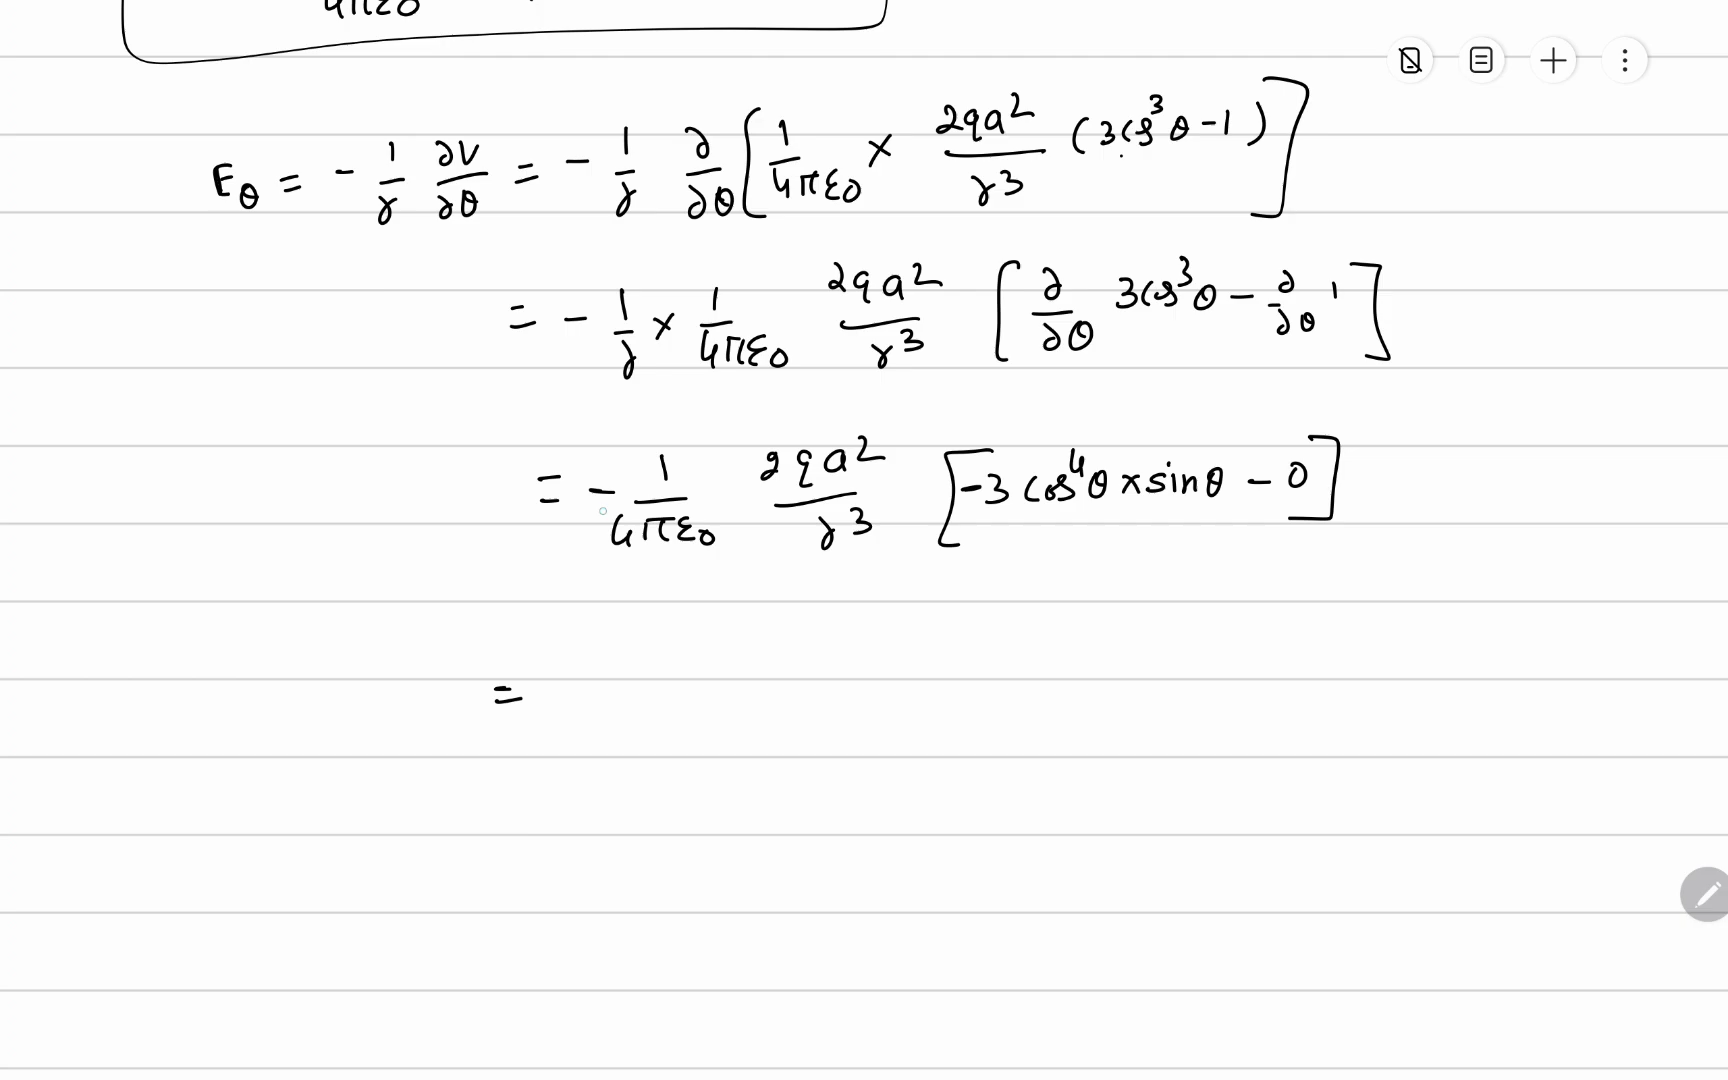 4πε0
Eθ = - 1/r ∂V/∂θ = - 1/r ∂/∂θ [ 1/4πε0 × 2qa²/r³ (3cos³θ - 1) ]
= - 1/r × 1/4πε0 2qa²/r³ [ ∂/∂θ 3cos³θ - ∂/∂θ 1 ]
= - 1/4πε0 2qa²/r³ [ -3 cos⁴θ × sinθ - 0 ]
=